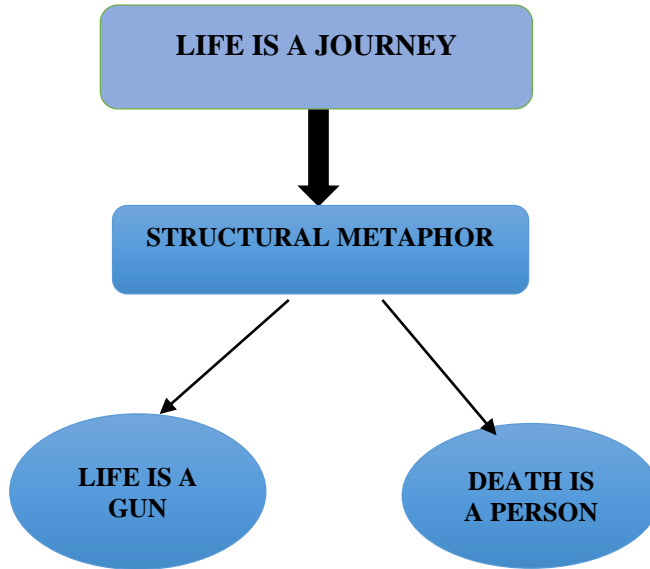 LIFE IS A JOURNEY
STRUCTURAL METAPHOR
LIFE IS A
GUN
DEATH IS
A PERSON